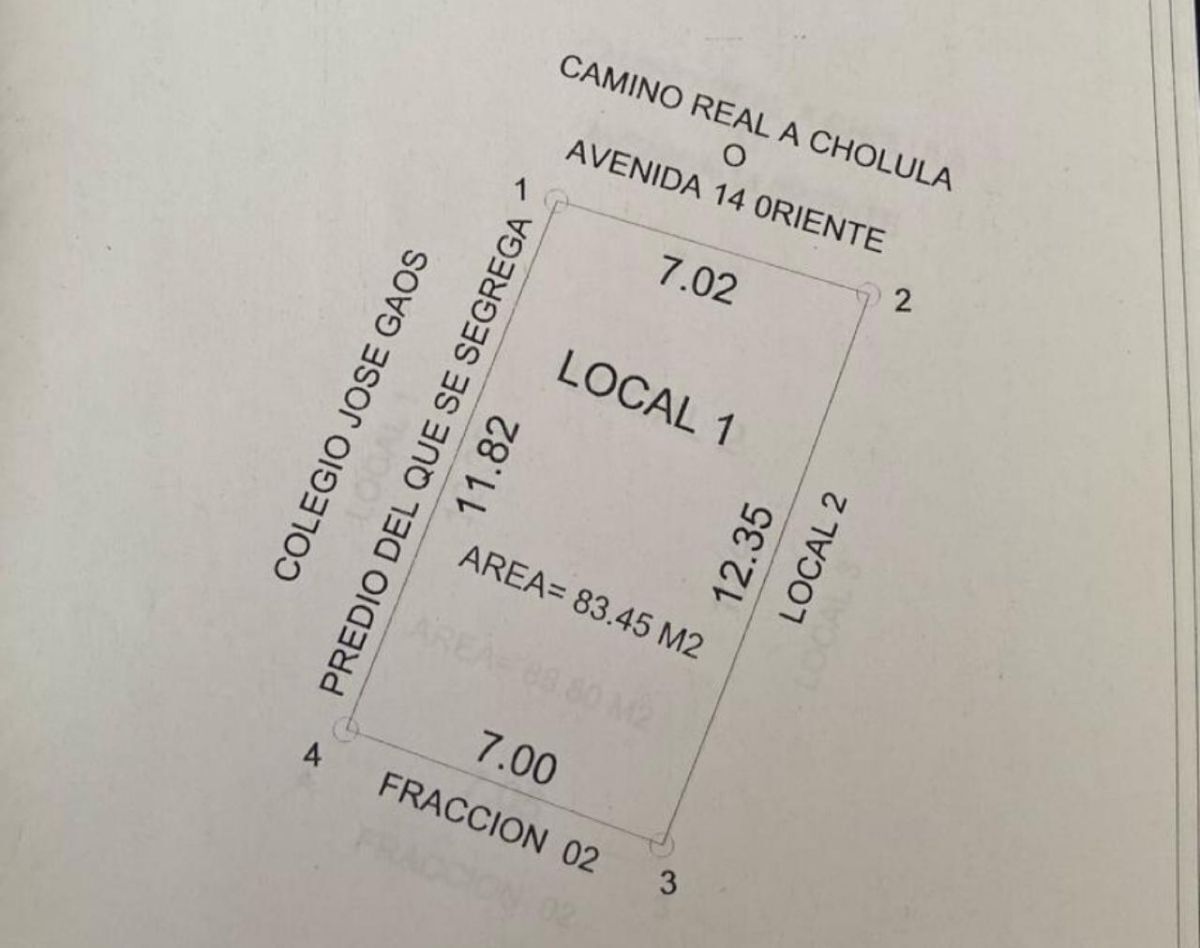 CAMINO REAL A CHOLULA
O
AVENIDA 14 0RIENTE
1
2
7.02
COLEGIO JOSE GAOS
PREDIO DEL QUE SE SEGREGA
LOCAL 1
11.82
12.35
LOCAL 2
AREA= 83.45 M2
7.00
4
FRACCION 02
3